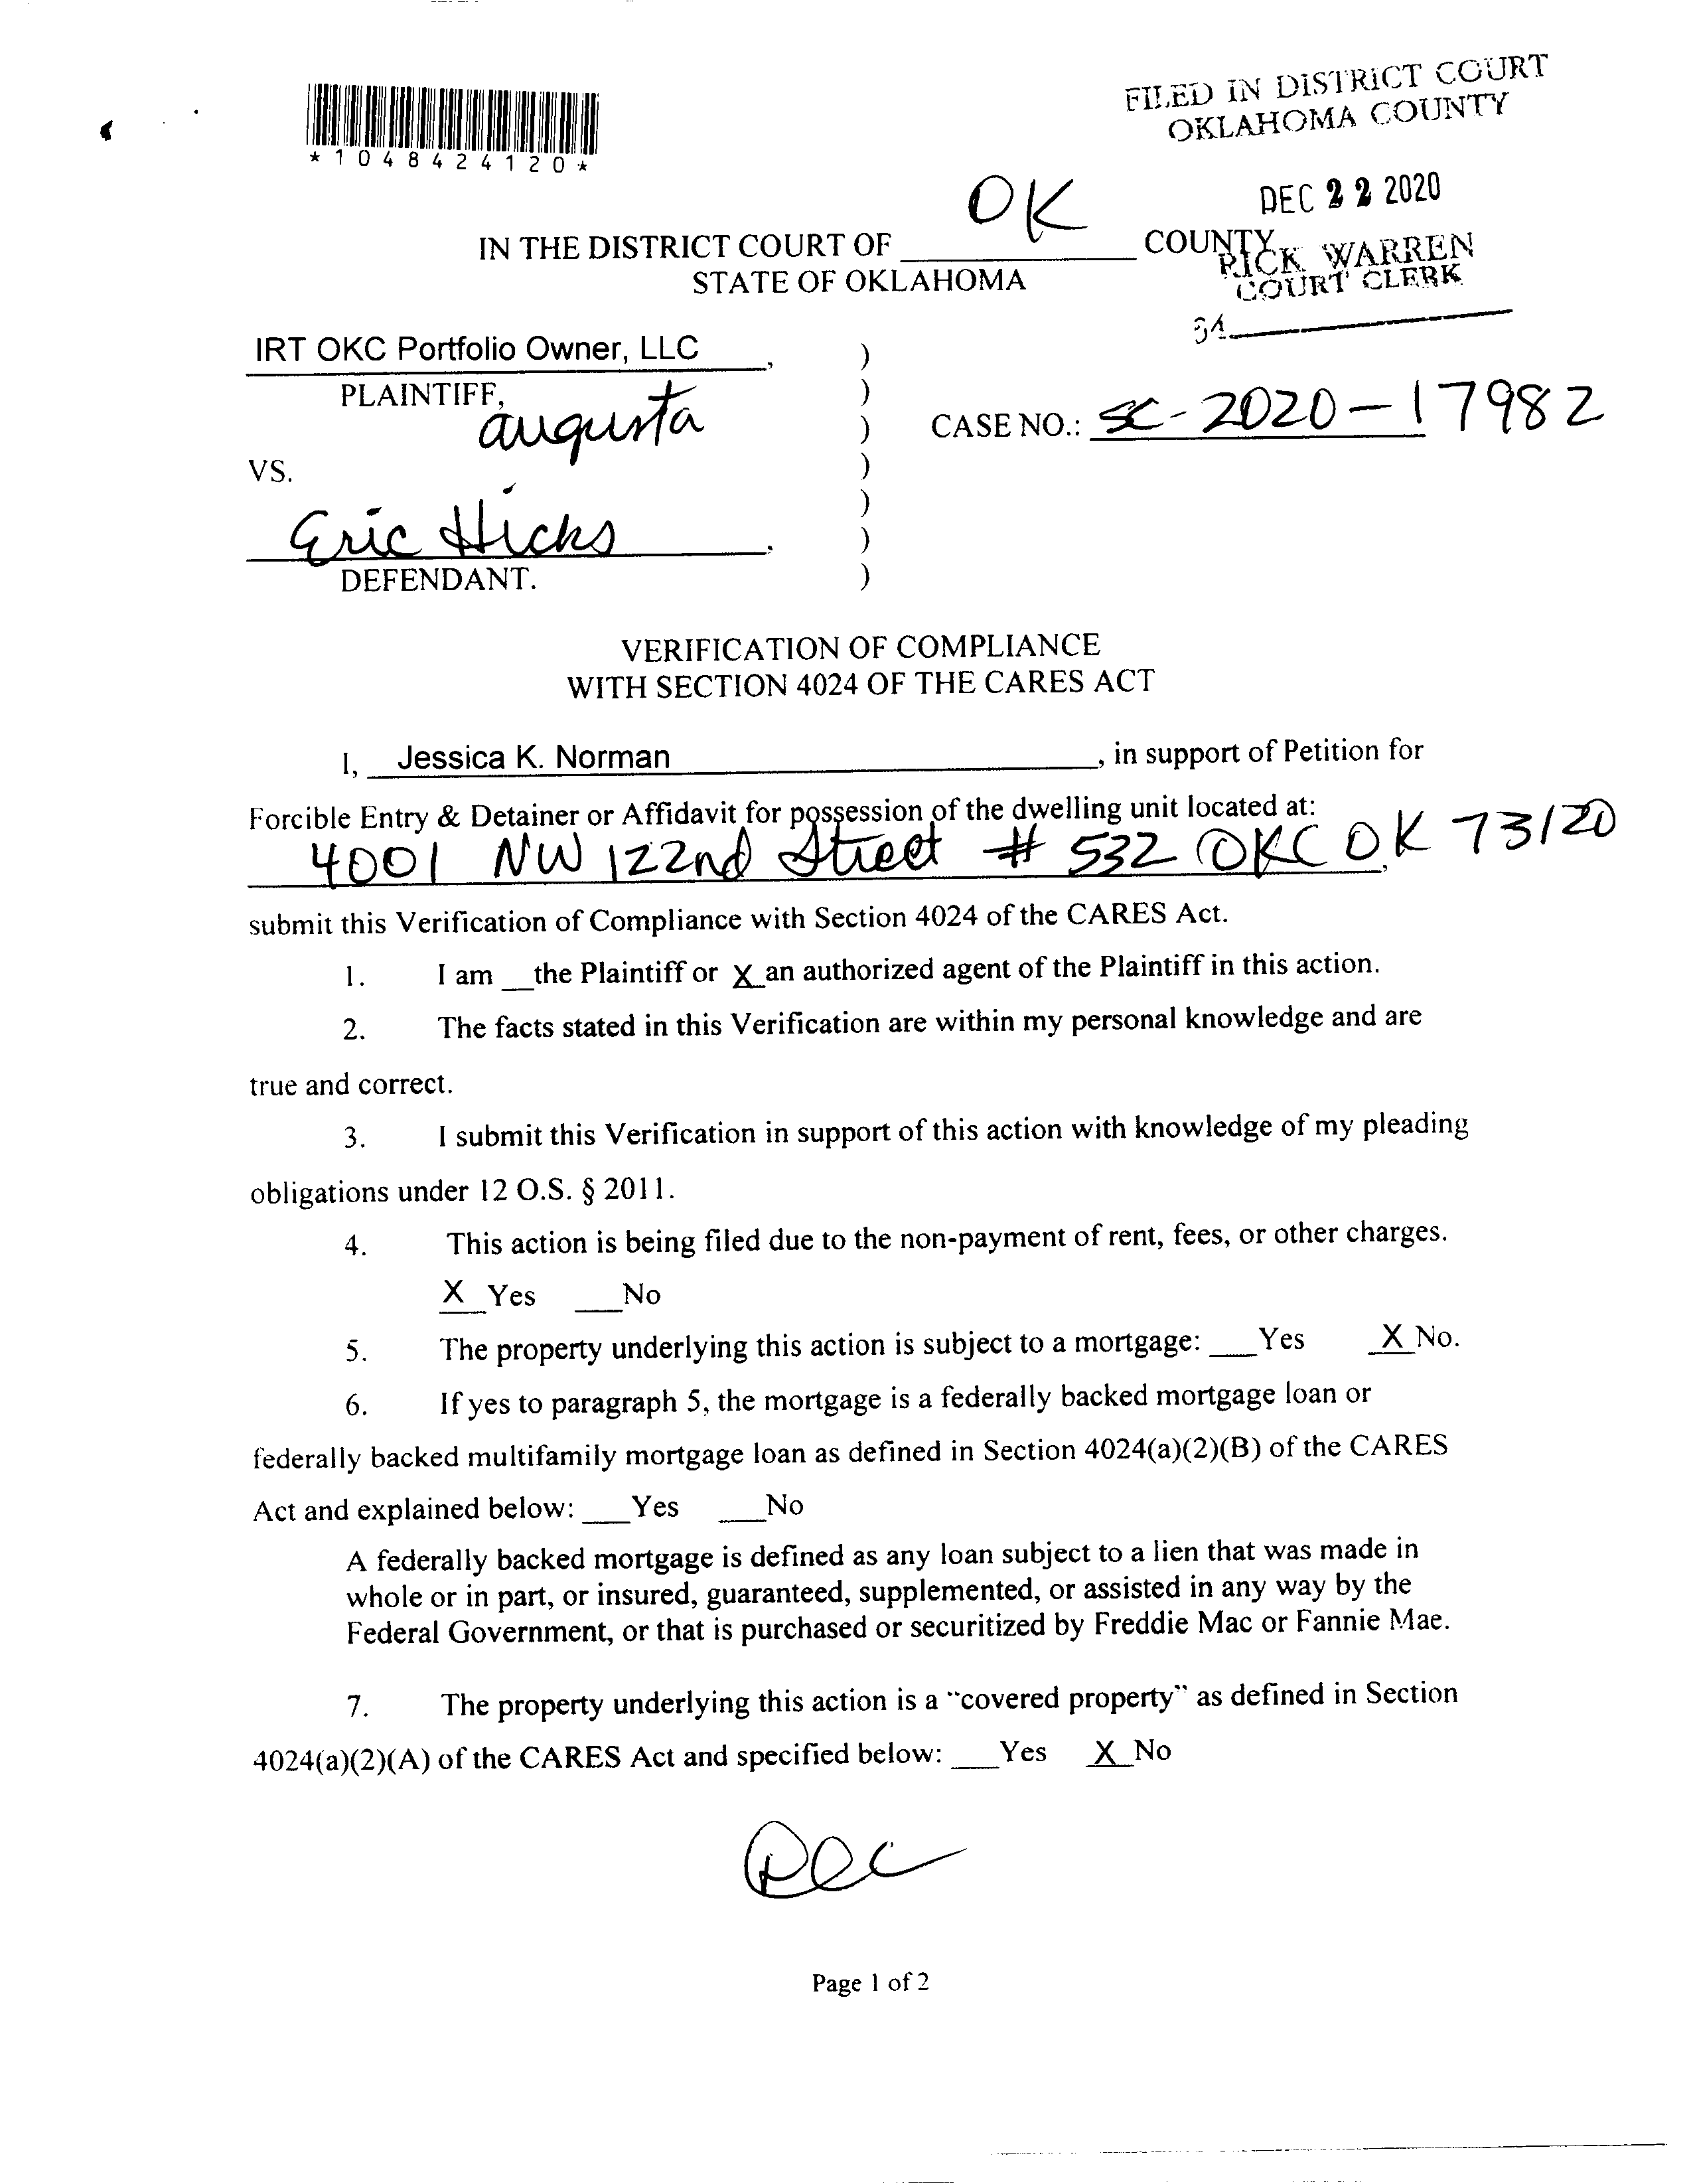 *1048424120*
FILED IN DISTRICT COURT
OKLAHOMA COUNTY
DEC 22 2020
RICK WARREN
COURT CLERK
IN THE DISTRICT COURT OF OK COUNTY
STATE OF OKLAHOMA
IRT OKC Portfolio Owner, LLC,
PLAINTIFF,
augusta
VS.
CASE NO.: SC-2020-17982
Eric Hicks,
DEFENDANT.
)
)
)
)
)
)
)
VERIFICATION OF COMPLIANCE
WITH SECTION 4024 OF THE CARES ACT
I, Jessica K. Norman, in support of Petition for
Forcible Entry & Detainer or Affidavit for possession of the dwelling unit located at:
4001 NW 122nd Street # 532 OKC OK 73120,
submit this Verification of Compliance with Section 4024 of the CARES Act.
1. I am __the Plaintiff or X_an authorized agent of the Plaintiff in this action.
2. The facts stated in this Verification are within my personal knowledge and are
true and correct.
3. I submit this Verification in support of this action with knowledge of my pleading
obligations under 12 O.S. § 2011.
4. This action is being filed due to the non-payment of rent, fees, or other charges.
X Yes ___No
5. The property underlying this action is subject to a mortgage: ___Yes X No.
6. If yes to paragraph 5, the mortgage is a federally backed mortgage loan or
federally backed multifamily mortgage loan as defined in Section 4024(a)(2)(B) of the CARES
Act and explained below: ___Yes ___No
A federally backed mortgage is defined as any loan subject to a lien that was made in
whole or in part, or insured, guaranteed, supplemented, or assisted in any way by the
Federal Government, or that is purchased or securitized by Freddie Mac or Fannie Mae.
7. The property underlying this action is a "covered property" as defined in Section
4024(a)(2)(A) of the CARES Act and specified below: ___Yes X No
Page 1 of 2